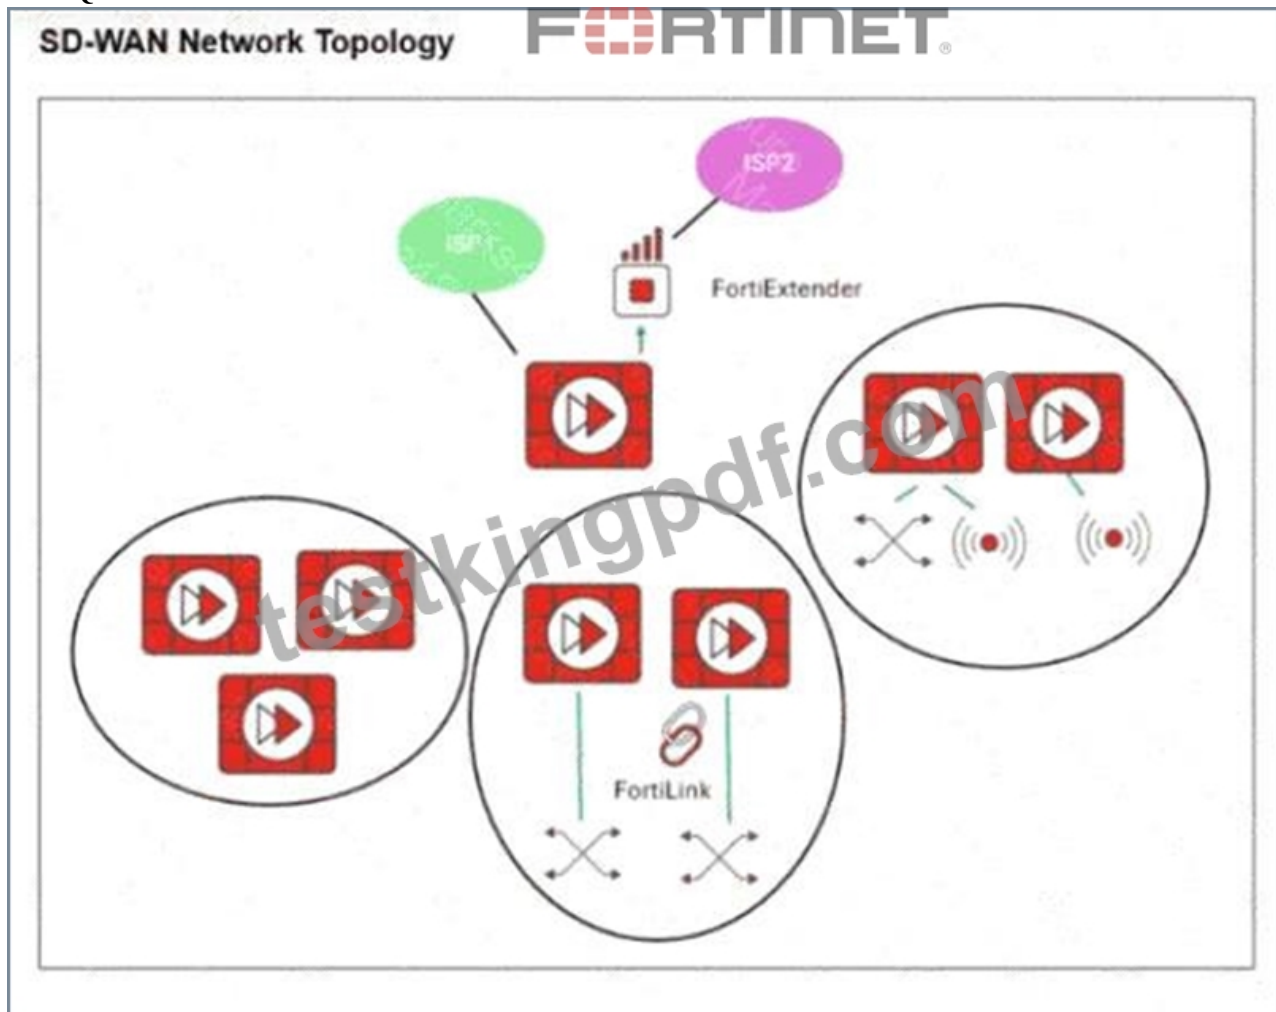 FORTINET®
SD-WAN Network Topology
ISP2
ISP1
FortiExtender
testkingpdf.com
FortiLink